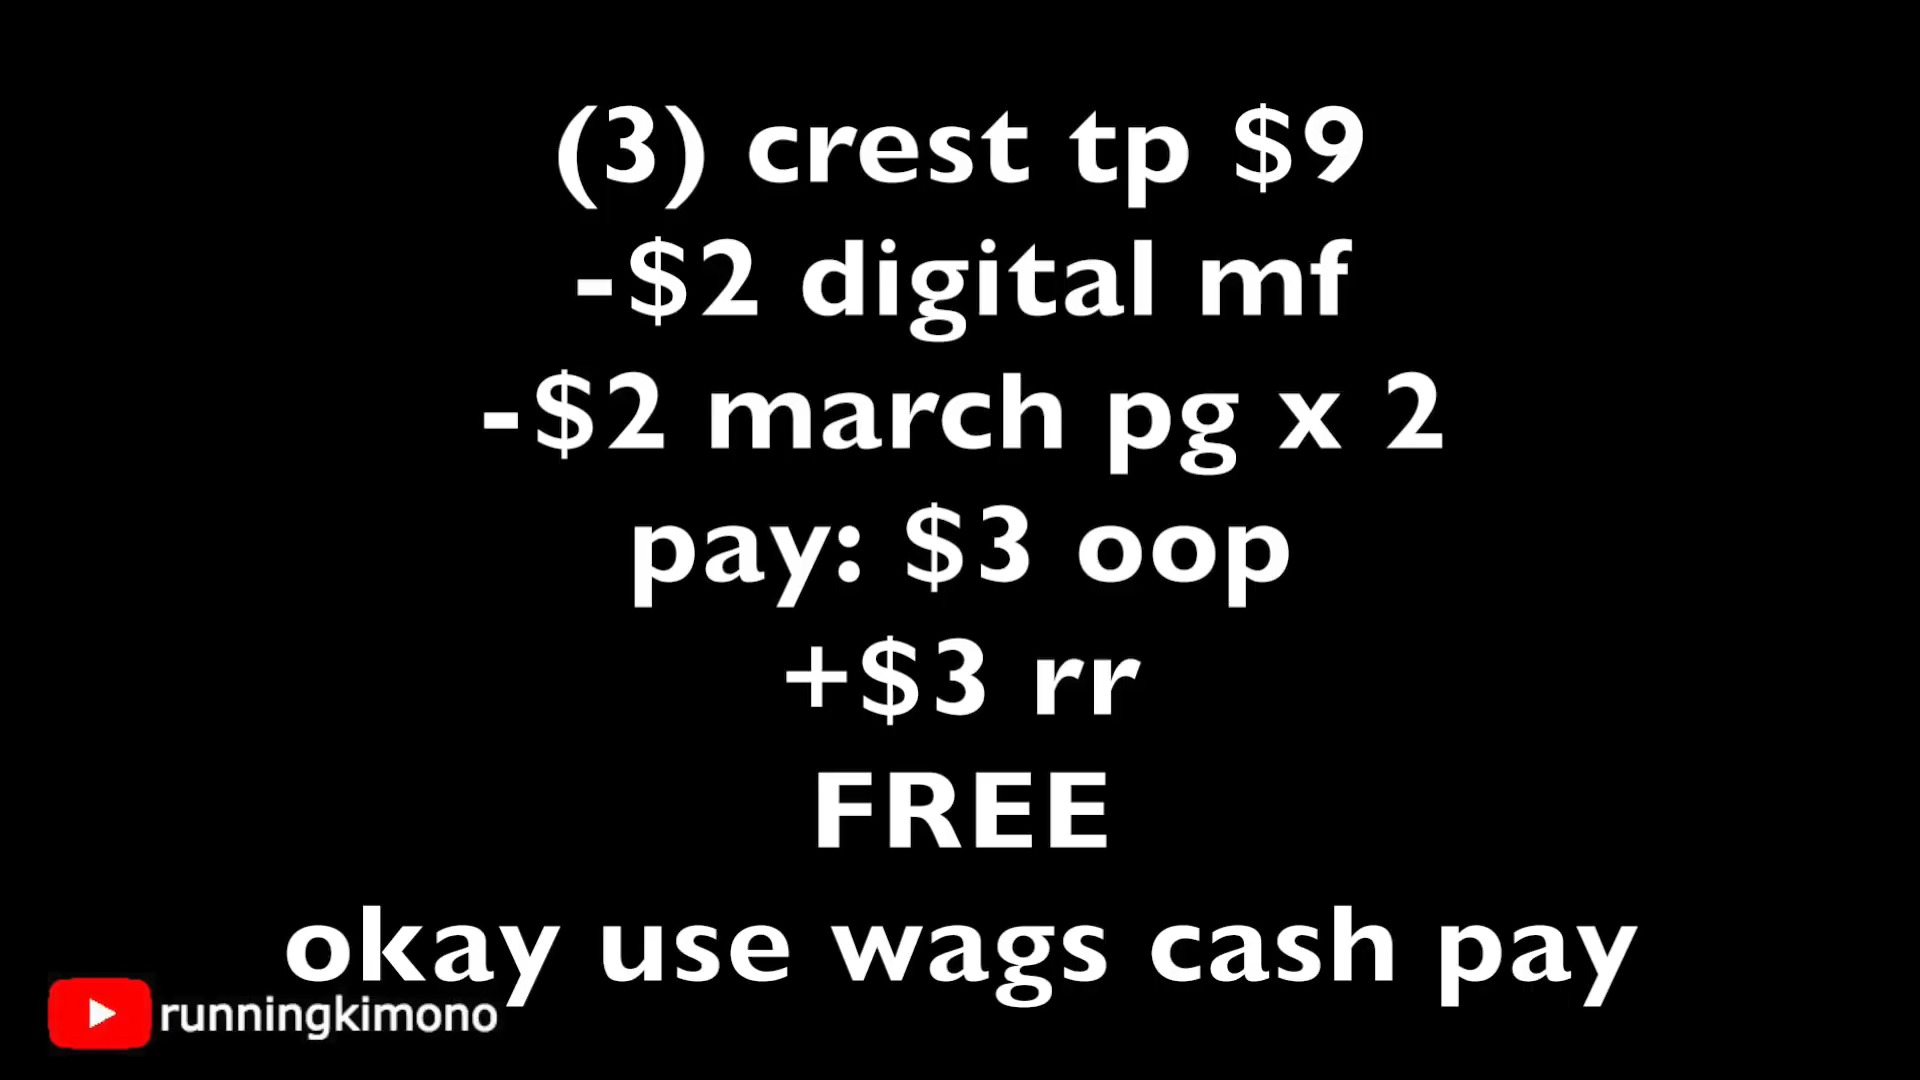 (3) crest tp $9
-$2 digital mf
-$2 march pg x 2
pay: $3 oop
+$3 rr
FREE
okay use wags cash pay
runningkimono